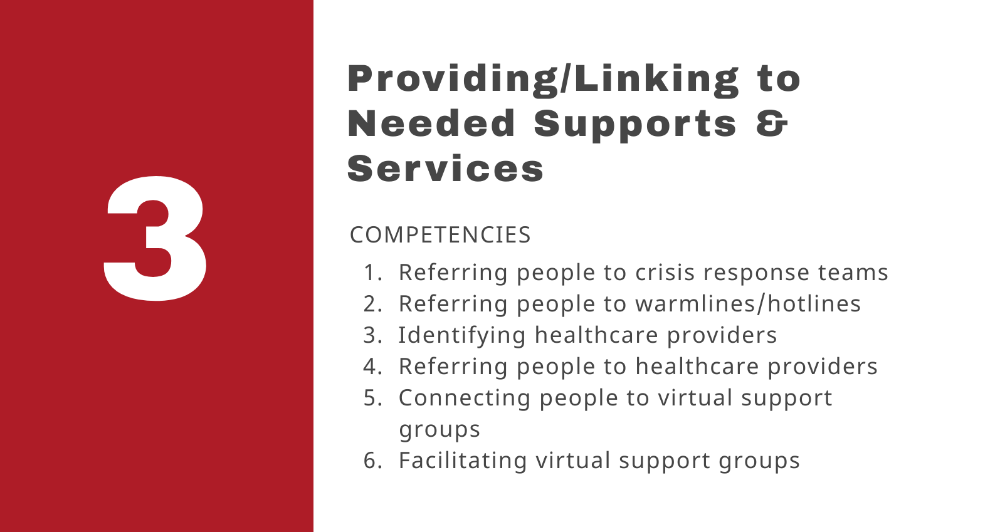 3
Providing/Linking to
Needed Supports &
Services
COMPETENCIES
1. Referring people to crisis response teams
2. Referring people to warmlines/hotlines
3. Identifying healthcare providers
4. Referring people to healthcare providers
5. Connecting people to virtual support
groups
6. Facilitating virtual support groups